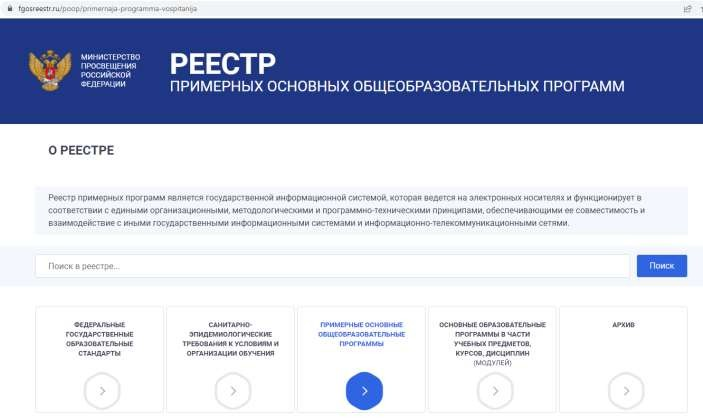 fgosreestr.ru/poop/primernaja-programma-vospitanija
МИНИСТЕРСТВО
ПРОСВЕЩЕНИЯ
РОССИЙСКОЙ
ФЕДЕРАЦИИ
РЕЕСТР
ПРИМЕРНЫХ ОСНОВНЫХ ОБЩЕОБРАЗОВАТЕЛЬНЫХ ПРОГРАММ
О РЕЕСТРЕ
Реестр примерных программ является государственной информационной системой, которая ведется на электронных носителях и функционирует в
соответствии с едиными организационными, методологическими и программно-техническими принципами, обеспечивающими ее совместимость и
взаимодействие с иными государственными информационными системами и информационно-телекоммуникационными сетями.
Поиск в реестре...
Поиск
ФЕДЕРАЛЬНЫЕ
ГОСУДАРСТВЕННЫЕ
ОБРАЗОВАТЕЛЬНЫЕ
СТАНДАРТЫ
САНИТАРНО-
ЭПИДЕМИОЛОГИЧЕСКИЕ
ТРЕБОВАНИЯ К УСЛОВИЯМ И
ОРГАНИЗАЦИИ ОБУЧЕНИЯ
ПРИМЕРНЫЕ ОСНОВНЫЕ
ОБЩЕОБРАЗОВАТЕЛЬНЫЕ
ПРОГРАММЫ
ОСНОВНЫЕ ОБРАЗОВАТЕЛЬНЫЕ
ПРОГРАММЫ В ЧАСТИ
УЧЕБНЫХ ПРЕДМЕТОВ,
КУРСОВ, ДИСЦИПЛИН
(МОДУЛЕЙ)
АРХИВ